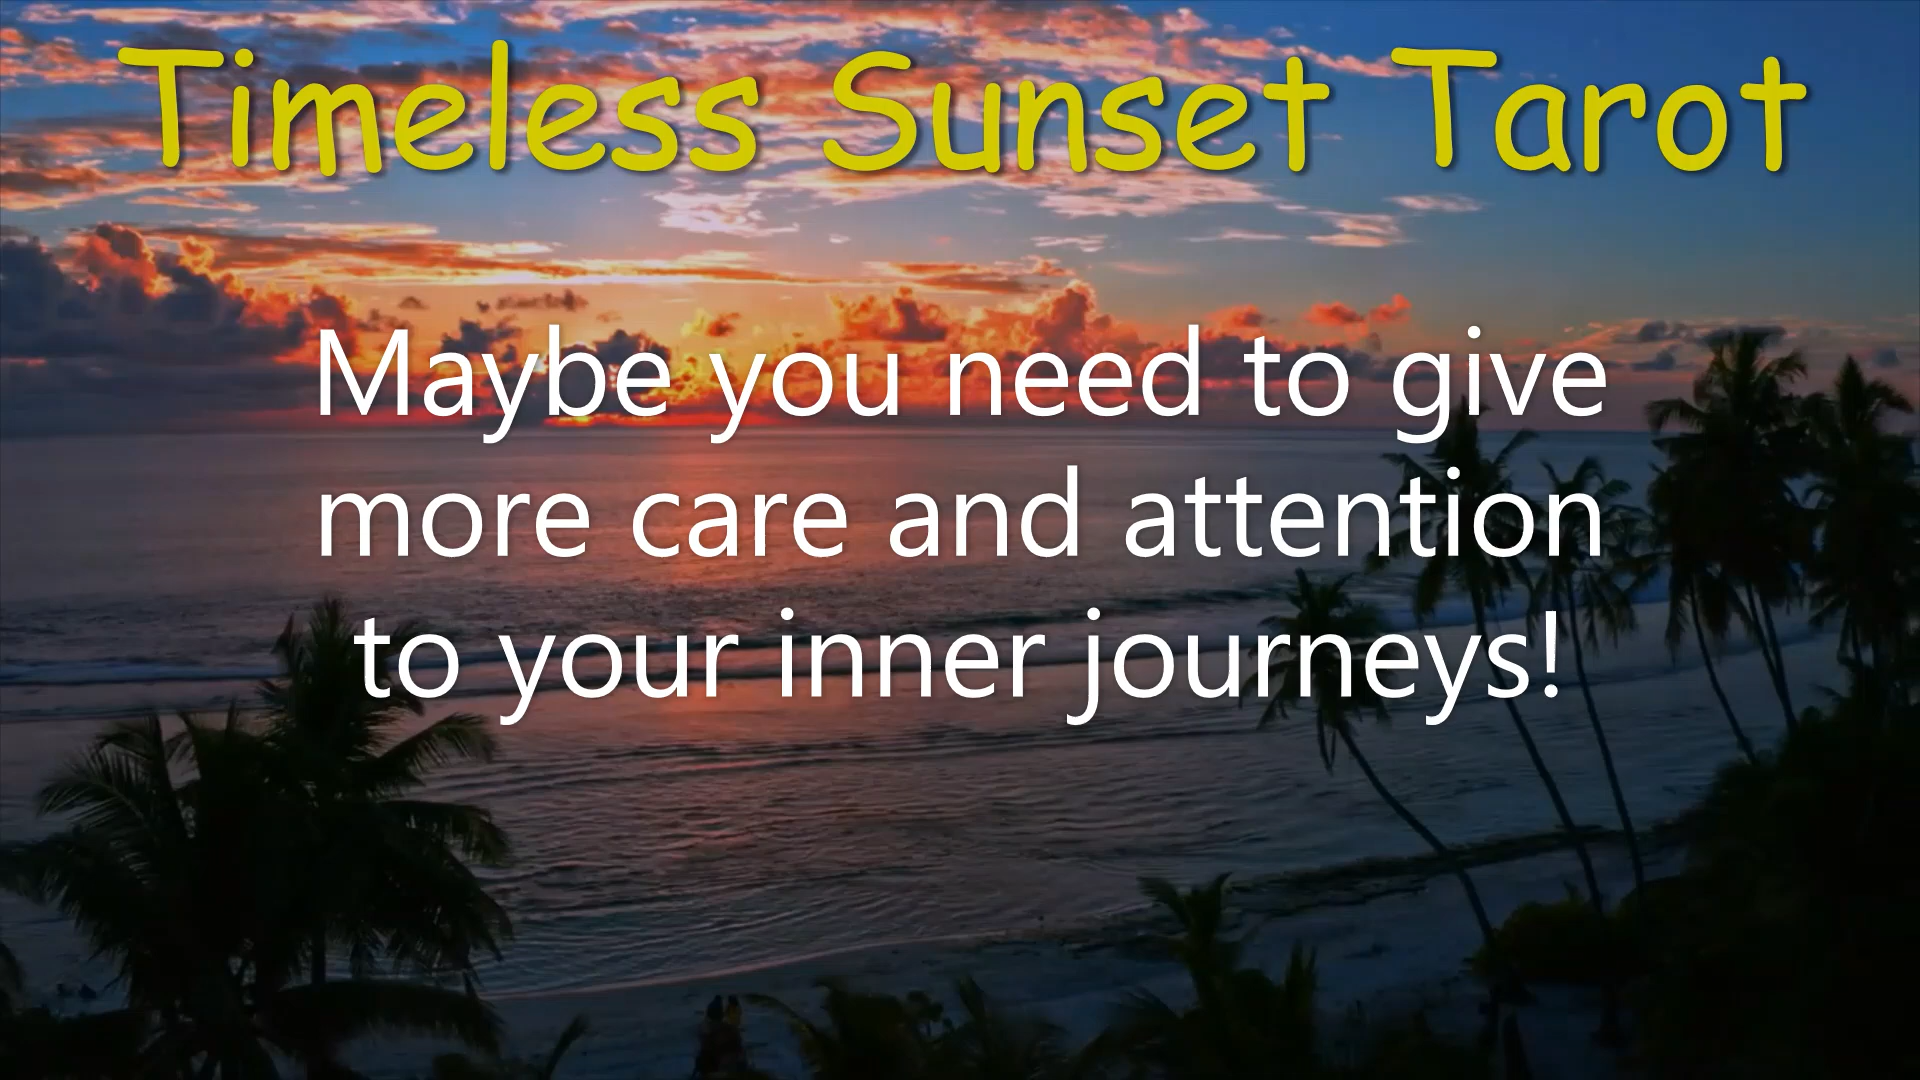 Timeless Sunset Tarot
Maybe you need to give
more care and attention
to your inner journeys!